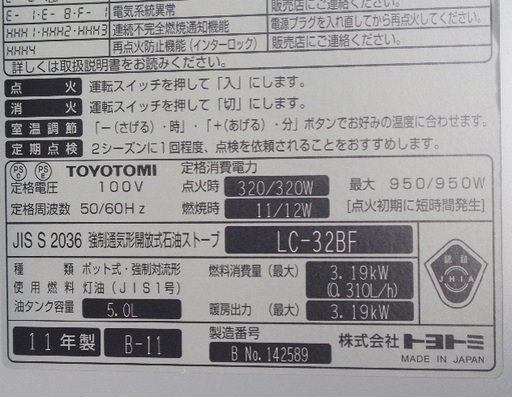 E- 1･E- 8･F- 1 電気系統異常 販売店にご連絡ください。
HHH1･HHH2･HHH3 連続不完全燃焼通知機能 電源プラグを入れ直してから再点火してください。
HHH4 再点火防止機能(インターロック) 販売店にご連絡ください。
詳しくは取扱説明書をお読みください。
点 火 運転スイッチを押して「入」にします。
消 火 運転スイッチを押して「切」にします。
室温調節 「－(さげる)・時」・「＋(あげる)・分」ボタンでお好みの温度に合わせます。
定期点検 2シーズンに1回程度、点検を依頼されることをおすすめします。
PS C PS E TOYOTOMI 定格消費電力
定格電圧 100V 点火時 320/320W 最大 950/950W
定格周波数 50/60Hz 燃焼時 11/12W [点火初期に短時間発生]
JIS S 2036 強制通気形開放式石油ストーブ LC-32BF
種類 ポット式・強制対流形 燃料消費量(最大) 3.19kW
使用燃料 灯油(JIS1号) (0.310L/h)
油タンク容量 5.0L 暖房出力(最大) 3.19kW
認証 JHIA
11年製 B-11 製造番号 B No.142589
株式会社トヨトミ
MADE IN JAPAN